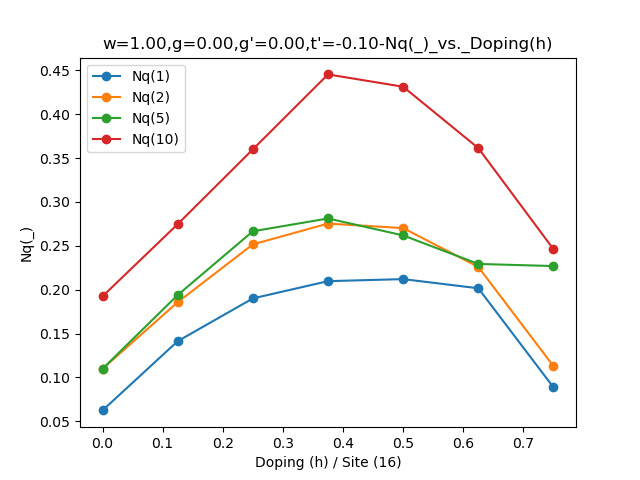 w=1.00,g=0.00,g'=0.00,t'=-0.10-Nq(_)_vs._Doping(h)
Nq(1)
Nq(2)
Nq(5)
Nq(10)
0.45
0.40
0.35
0.30
0.25
0.20
0.15
0.10
0.05
Nq(_)
0.0 0.1 0.2 0.3 0.4 0.5 0.6 0.7
Doping (h) / Site (16)